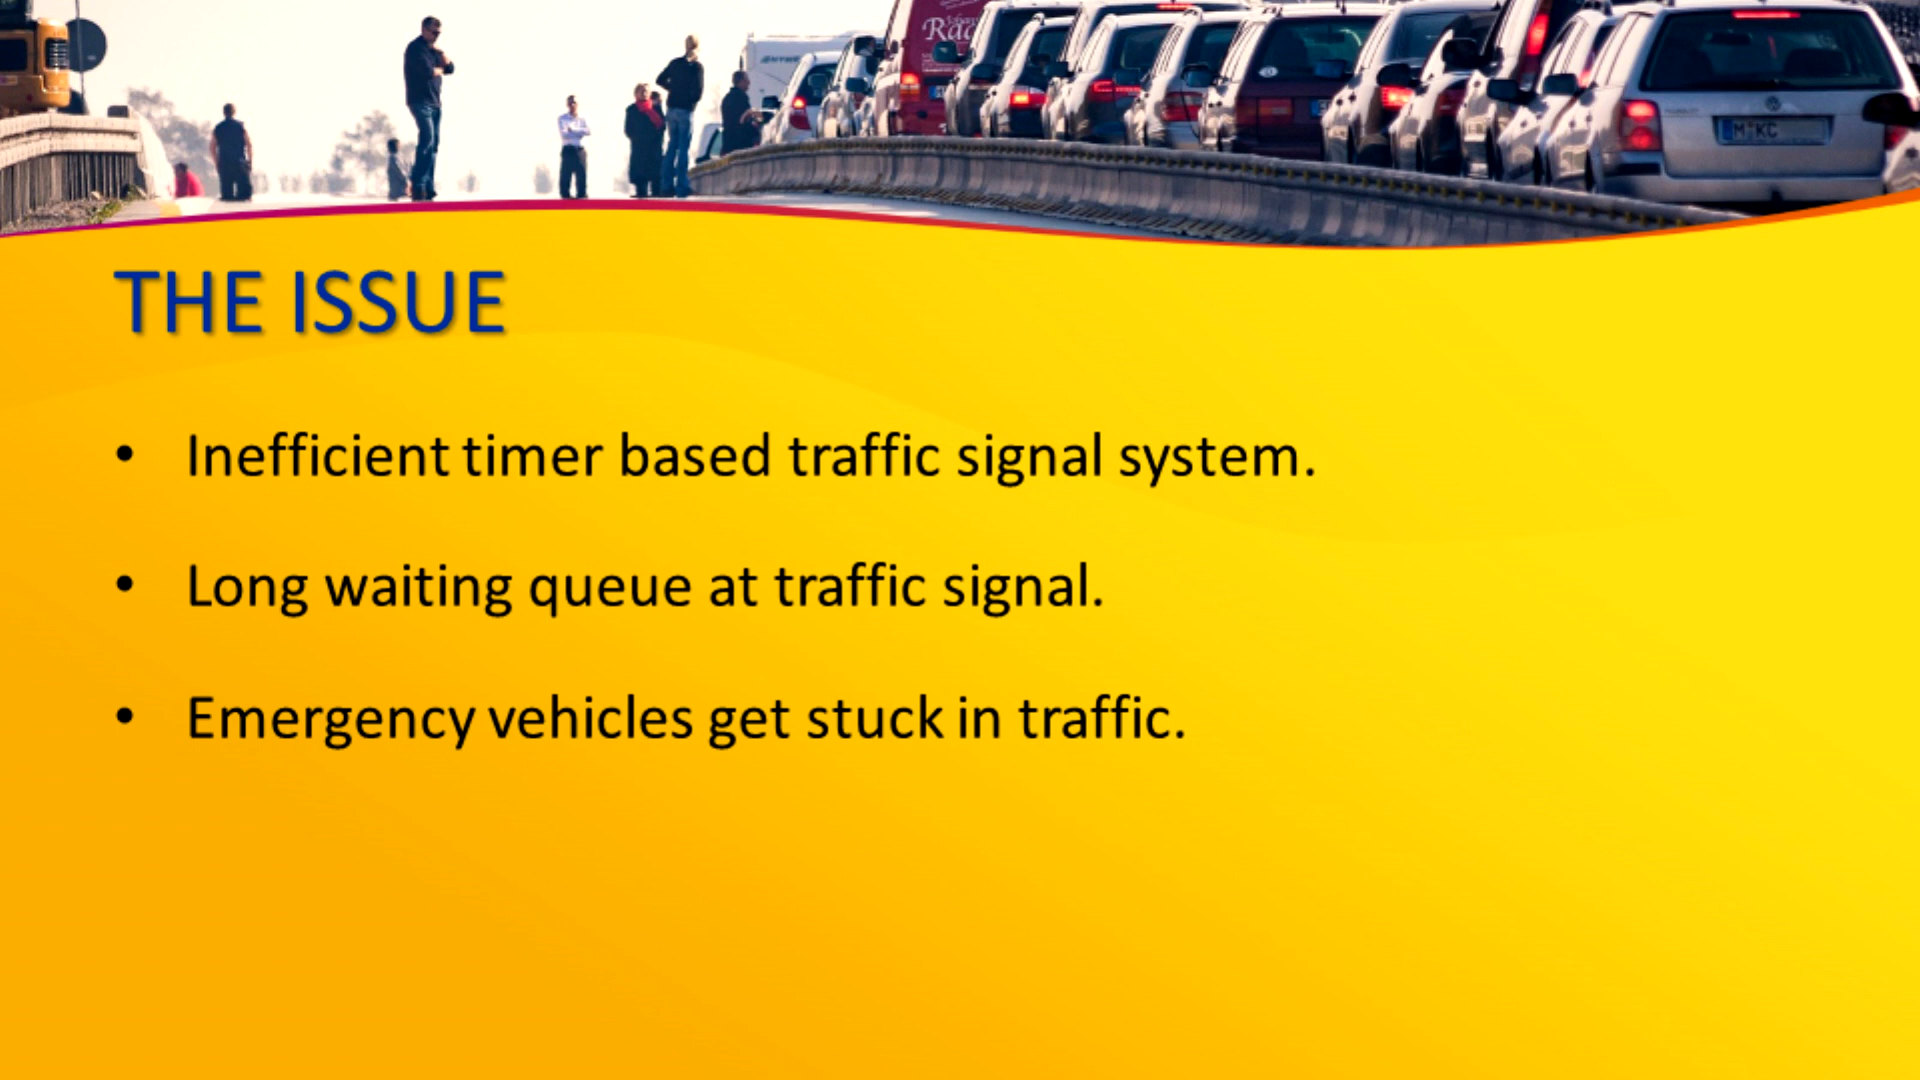 THE ISSUE
• Inefficient timer based traffic signal system.
• Long waiting queue at traffic signal.
• Emergency vehicles get stuck in traffic.